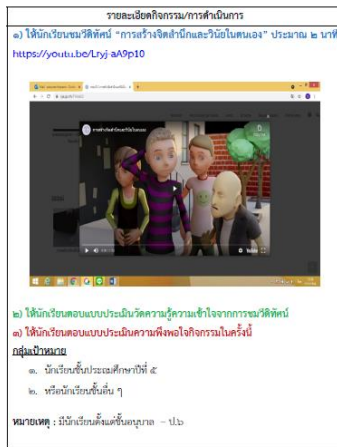 รายละเอียดกิจกรรม/การดำเนินการ
๑) ให้นักเรียนชมวีดิทัศน์ “การสร้างจิตสำนึกและวินัยในตนเอง” ประมาณ ๒ นาที
https://youtu.be/Lryj-aA9p10
๒) ให้นักเรียนตอบแบบประเมินวัดความรู้ความเข้าใจจากการชมวีดิทัศน์
๓) ให้นักเรียนตอบแบบประเมินความพึงพอใจกิจกรรมในครั้งนี้
กลุ่มเป้าหมาย
๑. นักเรียนชั้นประถมศึกษาปีที่ ๕
๒. หรือนักเรียนชั้นอื่น ๆ
หมายเหตุ : มีนักเรียนตั้งแต่ชั้นอนุบาล – ป.๖